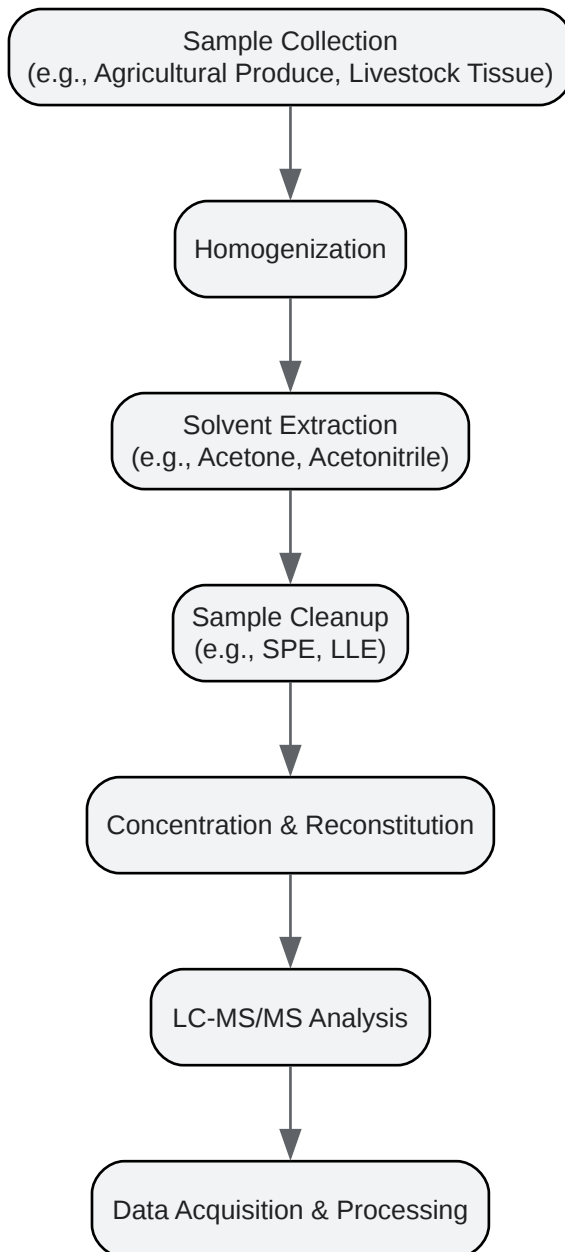 Sample Collection
(e.g., Agricultural Produce, Livestock Tissue)
Homogenization
Solvent Extraction
(e.g., Acetone, Acetonitrile)
Sample Cleanup
(e.g., SPE, LLE)
Concentration & Reconstitution
LC-MS/MS Analysis
Data Acquisition & Processing